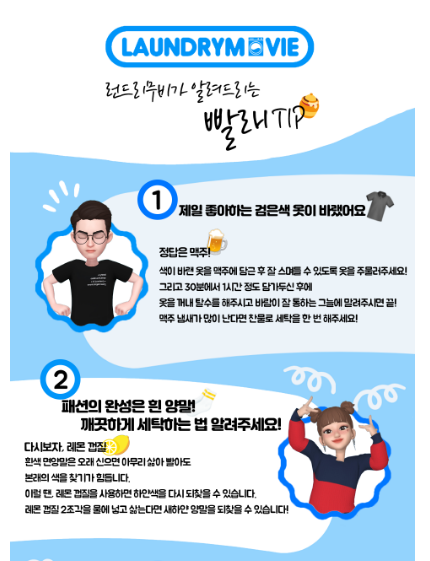 LAUNDRYMOVIE
런드리무비가 알려드리는
빨래 TIP
1
제일 좋아하는 검은색 옷이 바랬어요
정답은 맥주!
색이 바랜 옷을 맥주에 담근 후 잘 스며들 수 있도록 옷을 주물러주세요!
그리고 30분에서 1시간 정도 담가두신 후에
옷을 꺼내 탈수를 해주시고 바람이 잘 통하는 그늘에 말려주시면 끝!
맥주 냄새가 많이 난다면 찬물로 세탁을 한 번 해주세요!
2
패션의 완성은 흰 양말!
깨끗하게 세탁하는 법 알려주세요!
다시보자, 레몬 껍질
흰색 면양말은 오래 신으면 아무리 삶아 빨아도
본래의 색을 찾기가 힘듭니다.
이럴 땐, 레몬 껍질을 사용하면 하얀색을 다시 되찾을 수 있습니다.
레몬 껍질 2조각을 물에 넣고 삶는다면 새하얀 양말을 되찾을 수 있습니다!